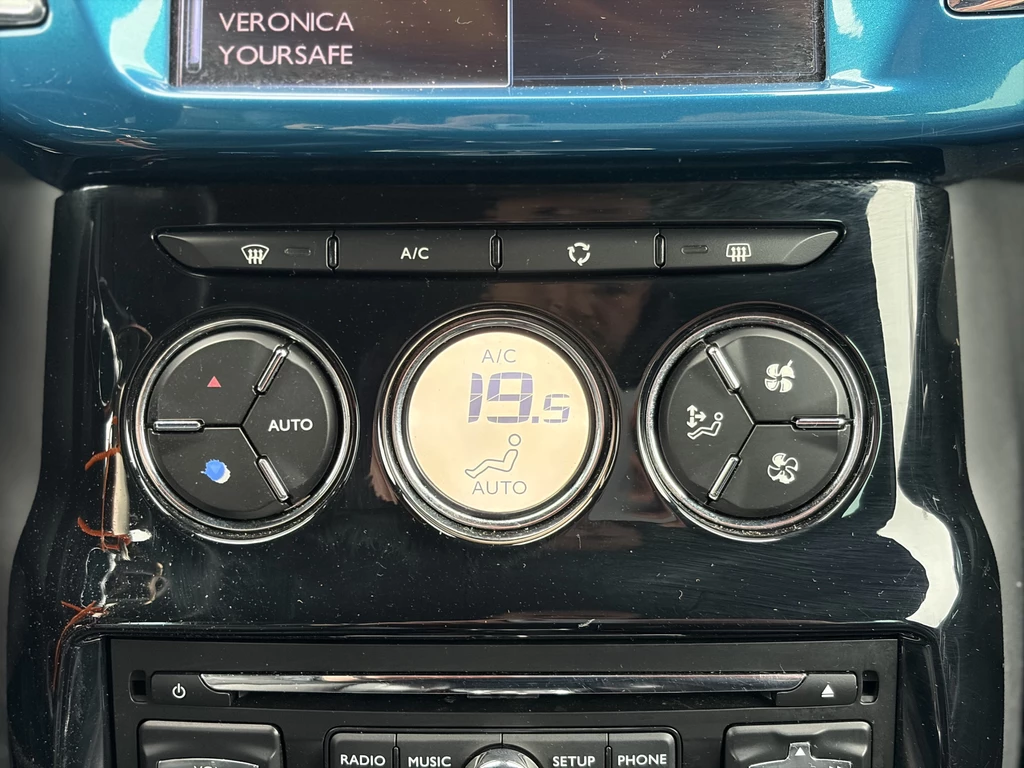 VERONICA
YOURSAFE
A/C
A/C
19.5
AUTO
AUTO
RADIO
MUSIC
SETUP
PHONE